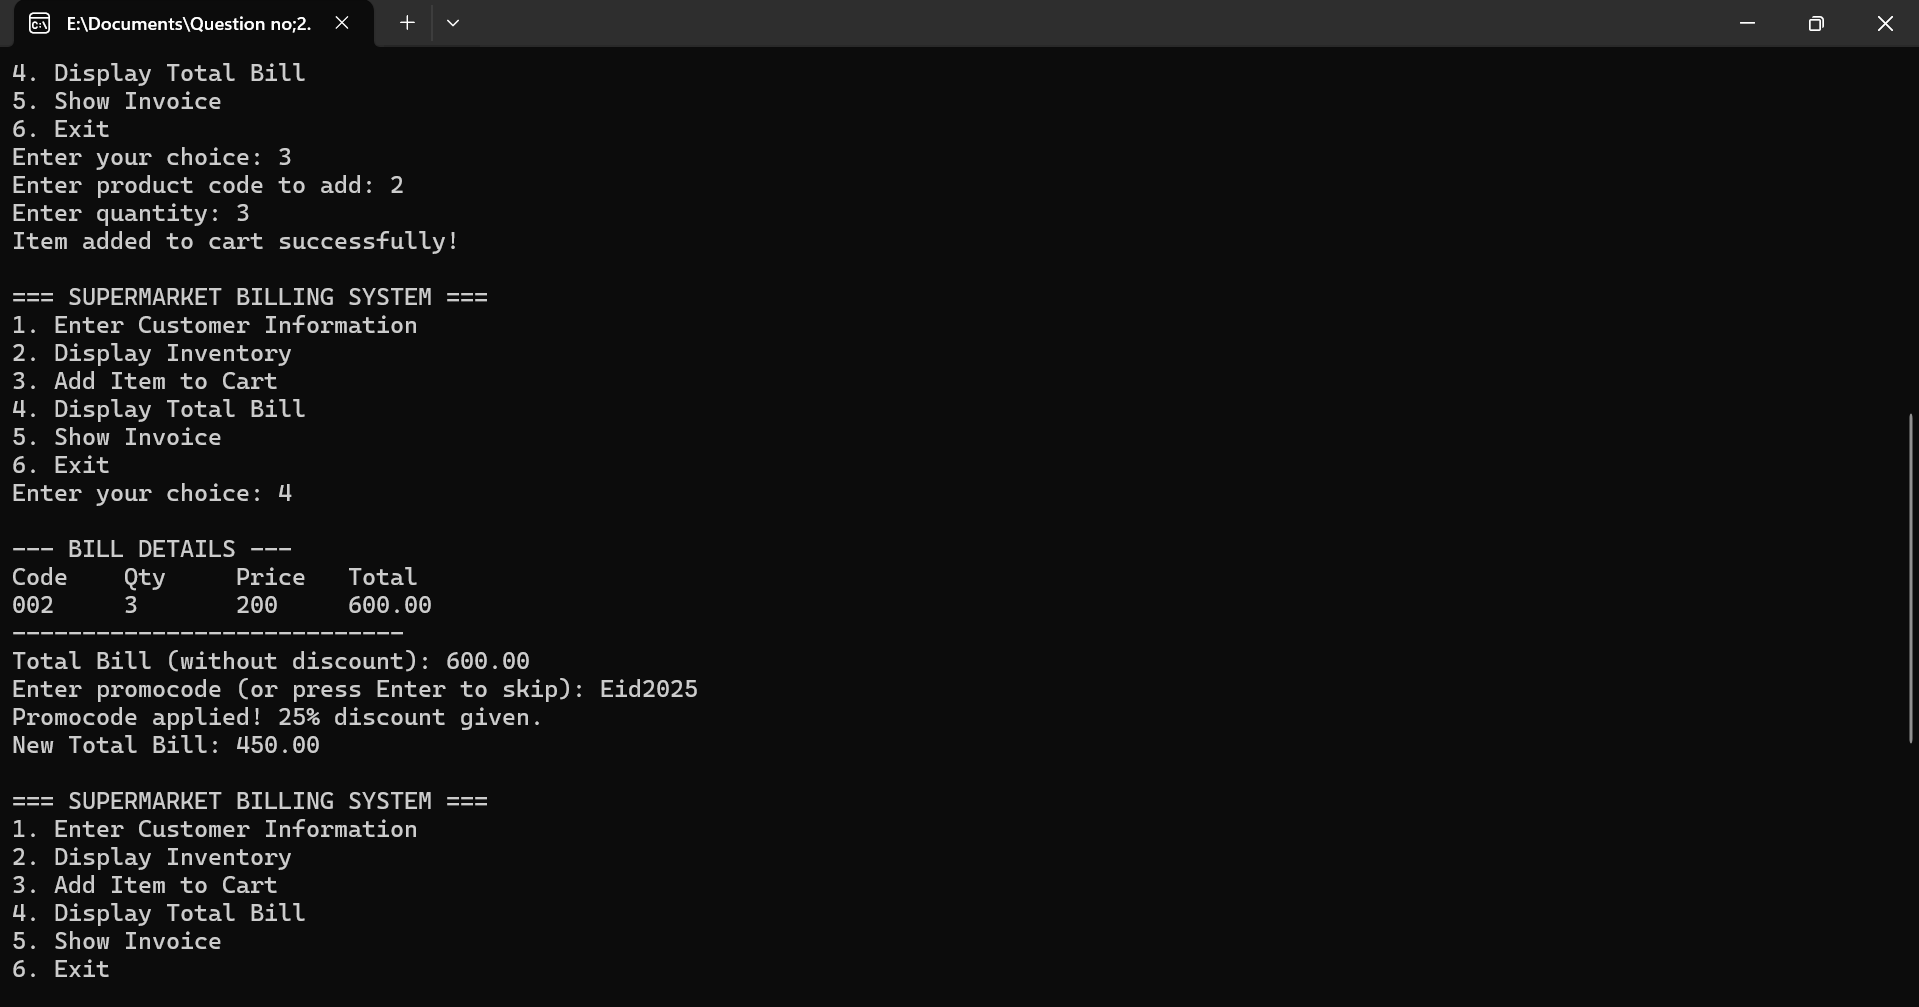 E:\Documents\Question no;2.
4. Display Total Bill
5. Show Invoice
6. Exit
Enter your choice: 3
Enter product code to add: 2
Enter quantity: 3
Item added to cart successfully!

=== SUPERMARKET BILLING SYSTEM ===
1. Enter Customer Information
2. Display Inventory
3. Add Item to Cart
4. Display Total Bill
5. Show Invoice
6. Exit
Enter your choice: 4

--- BILL DETAILS ---
Code    Qty     Price   Total
002     3       200     600.00
----------------------------
Total Bill (without discount): 600.00
Enter promocode (or press Enter to skip): Eid2025
Promocode applied! 25% discount given.
New Total Bill: 450.00

=== SUPERMARKET BILLING SYSTEM ===
1. Enter Customer Information
2. Display Inventory
3. Add Item to Cart
4. Display Total Bill
5. Show Invoice
6. Exit